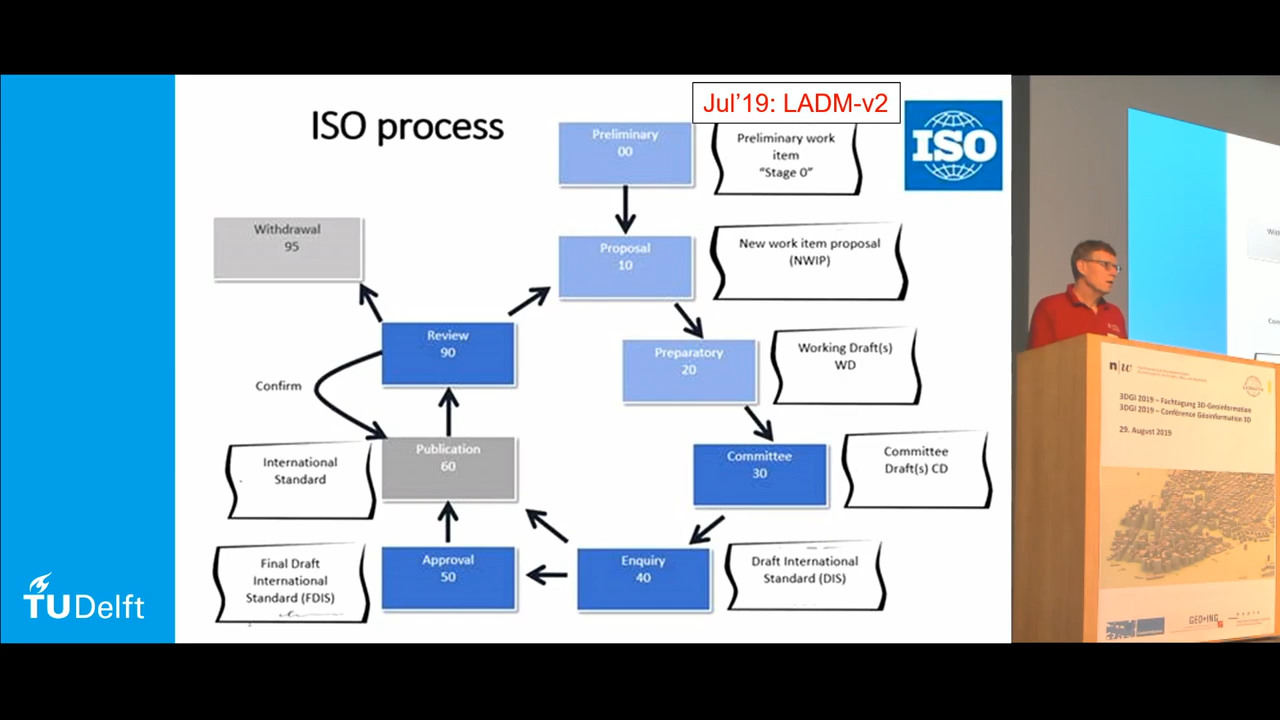 Jul’19: LADM-v2
ISO process
ISO
Preliminary
00
Preliminary work
item
“Stage 0”
Withdrawal
95
Proposal
10
New work item proposal
(NWIP)
Review
90
Preparatory
20
Working Draft(s)
WD
Confirm
Publication
60
International
Standard
Committee
30
Committee
Draft(s) CD
Approval
50
Final Draft
International
Standard (FDIS)
Enquiry
40
Draft International
Standard (DIS)
TUDelft
n|w
3DGI 2019 – Fachtagung 3D-Geoinformation
3DGI 2019 – Conférence Géoinformation 3D
29. August 2019
GEO+ING